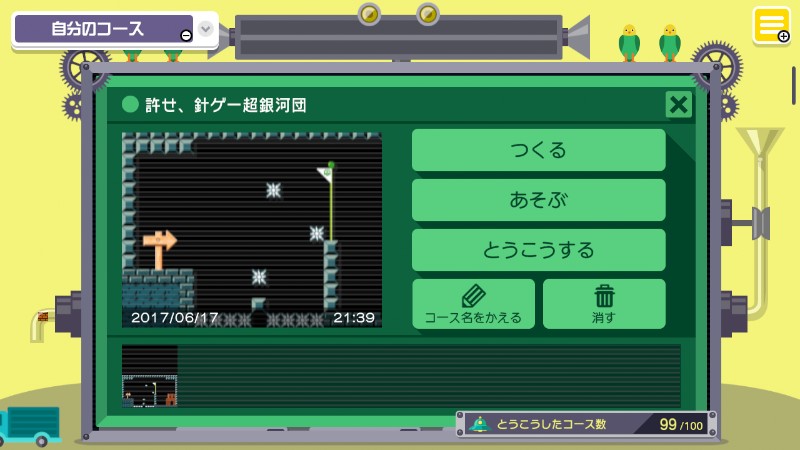 自分のコース
許せ、針ゲー超銀河団
つくる
あそぶ
とうこうする
コース名をかえる
消す
2017/06/17
21:39
とうこうしたコース数
99/100